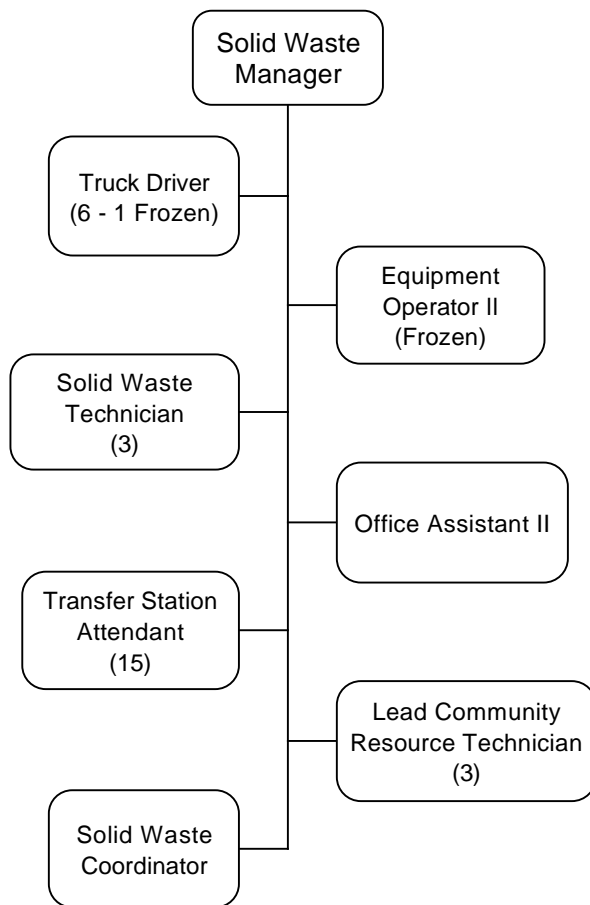 Solid Waste
Manager
Truck Driver
(6 - 1 Frozen)
Equipment
Operator II
(Frozen)
Solid Waste
Technician
(3)
Office Assistant II
Transfer Station
Attendant
(15)
Lead Community
Resource Technician
(3)
Solid Waste
Coordinator